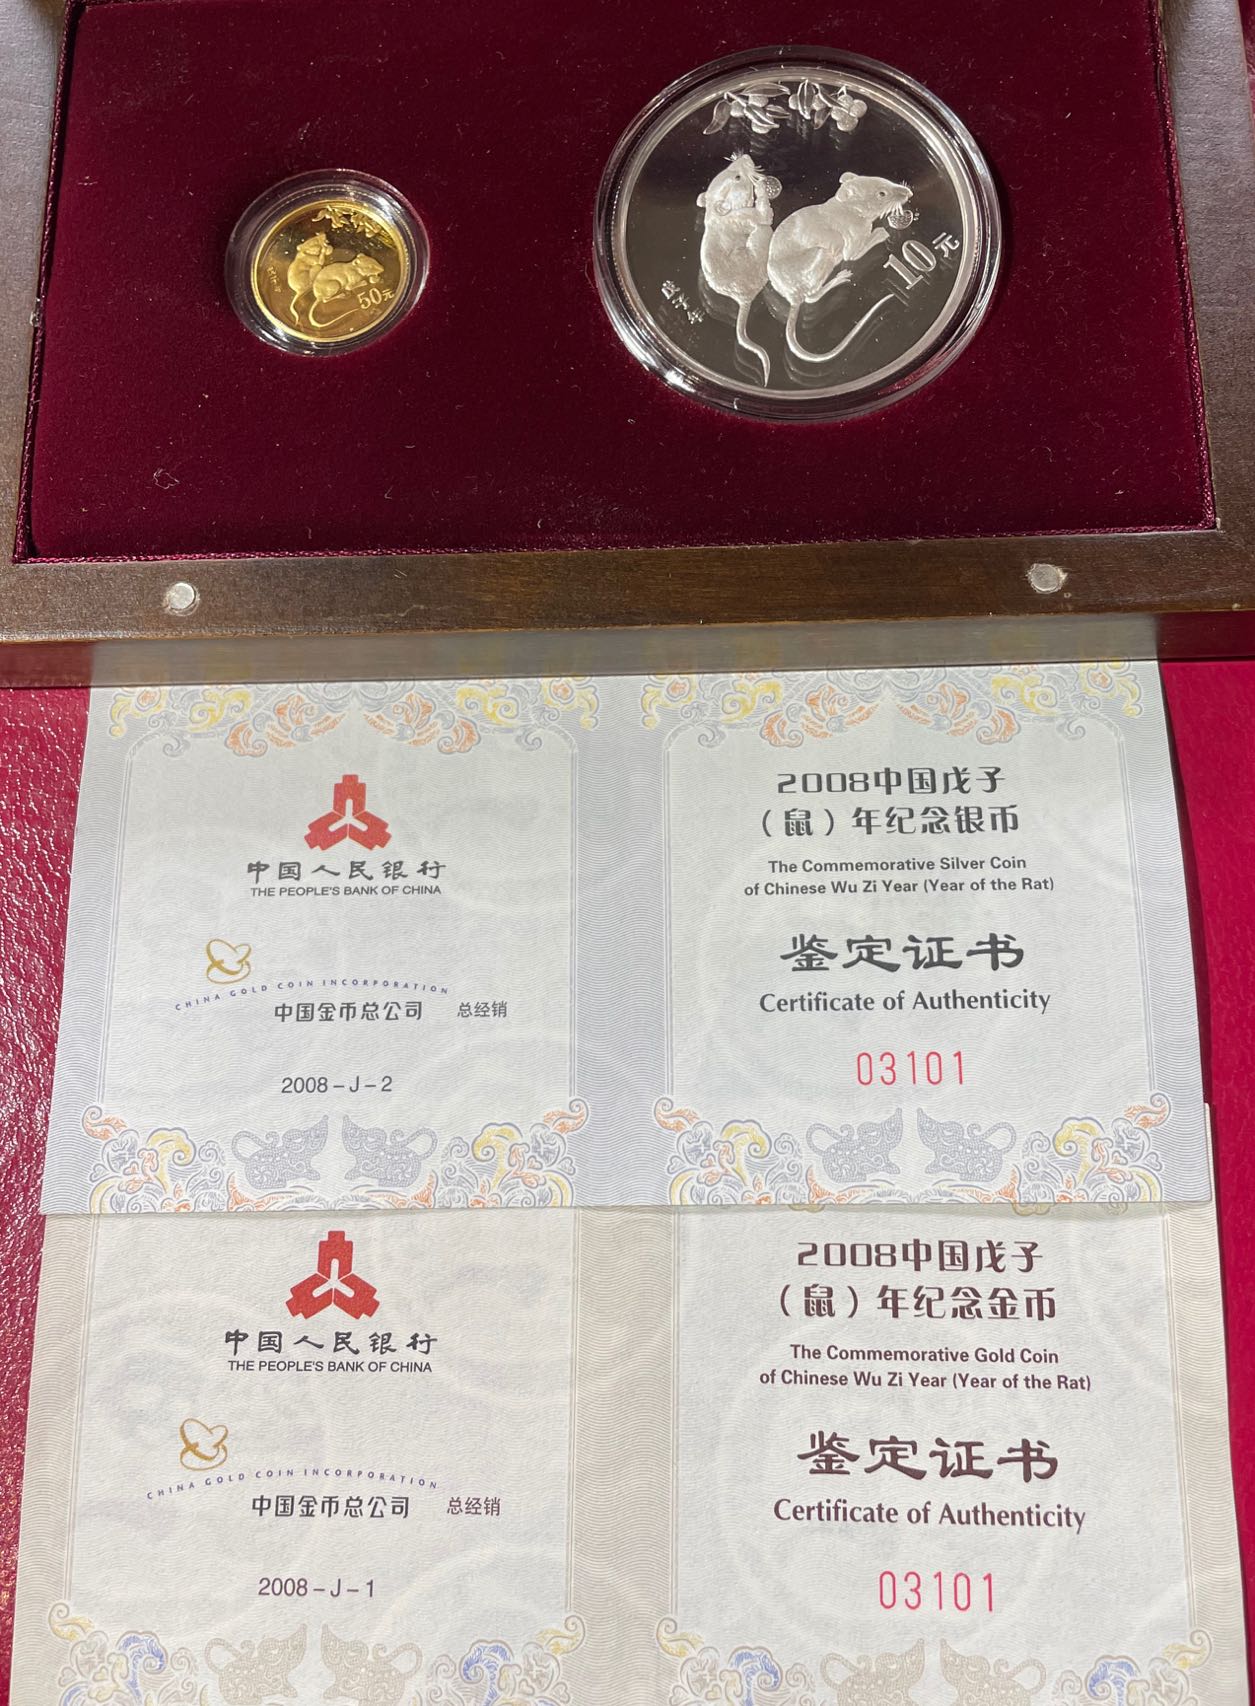 50元
戊子年
10元
戊子年
中国人民银行
THE PEOPLE'S BANK OF CHINA
CHINA GOLD COIN INCORPORATION
中国金币总公司 总经销
2008-J-2
2008中国戊子
（鼠）年纪念银币
The Commemorative Silver Coin
of Chinese Wu Zi Year (Year of the Rat)
鉴定证书
Certificate of Authenticity
03101
中国人民银行
THE PEOPLE'S BANK OF CHINA
CHINA GOLD COIN INCORPORATION
中国金币总公司 总经销
2008-J-1
2008中国戊子
（鼠）年纪念金币
The Commemorative Gold Coin
of Chinese Wu Zi Year (Year of the Rat)
鉴定证书
Certificate of Authenticity
03101